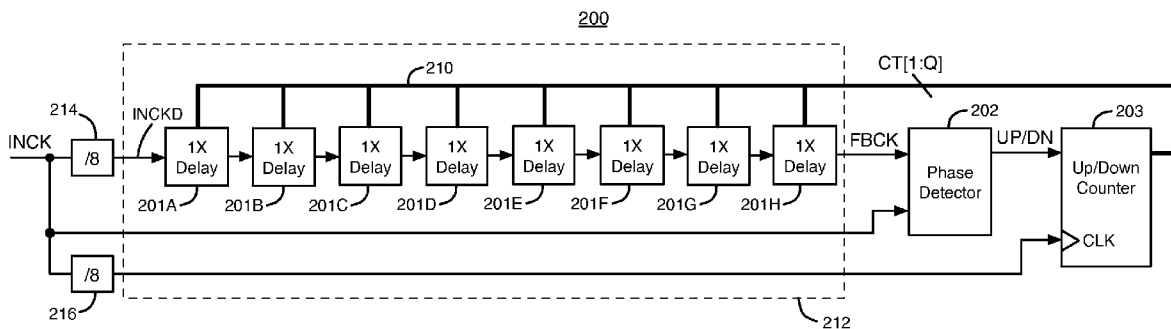 200
210
CT[1:Q]
214
INCKD
202
203
INCK
/8
1X Delay
1X Delay
1X Delay
1X Delay
1X Delay
1X Delay
1X Delay
1X Delay
FBCK
Phase Detector
UP/DN
Up/Down Counter
201A
201B
201C
201D
201E
201F
201G
201H
CLK
/8
216
212